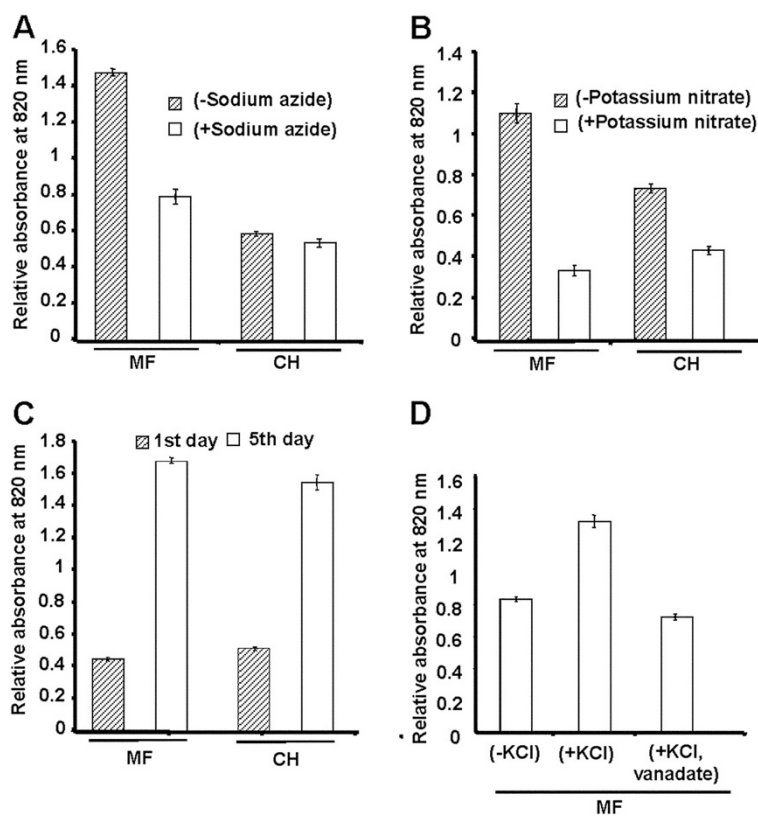 A
Relative absorbance at 820 nm
1.6
1.4
1.2
1
0.8
0.6
0.4
0.2
0
(-Sodium azide)
(+Sodium azide)
MF CH
B
Relative absorbance at 820 nm
1.4
1.2
1
0.8
0.6
0.4
0.2
0
(-Potassium nitrate)
(+Potassium nitrate)
MF CH
C
Relative absorbance at 820 nm
1.8
1.6
1.4
1.2
1
0.8
0.6
0.4
0.2
0
1st day 5th day
MF CH
D
Relative absorbance at 820 nm
1.6
1.4
1.2
1
0.8
0.6
0.4
0.2
0
(-KCl) (+KCl) (+KCl,
vanadate)
MF